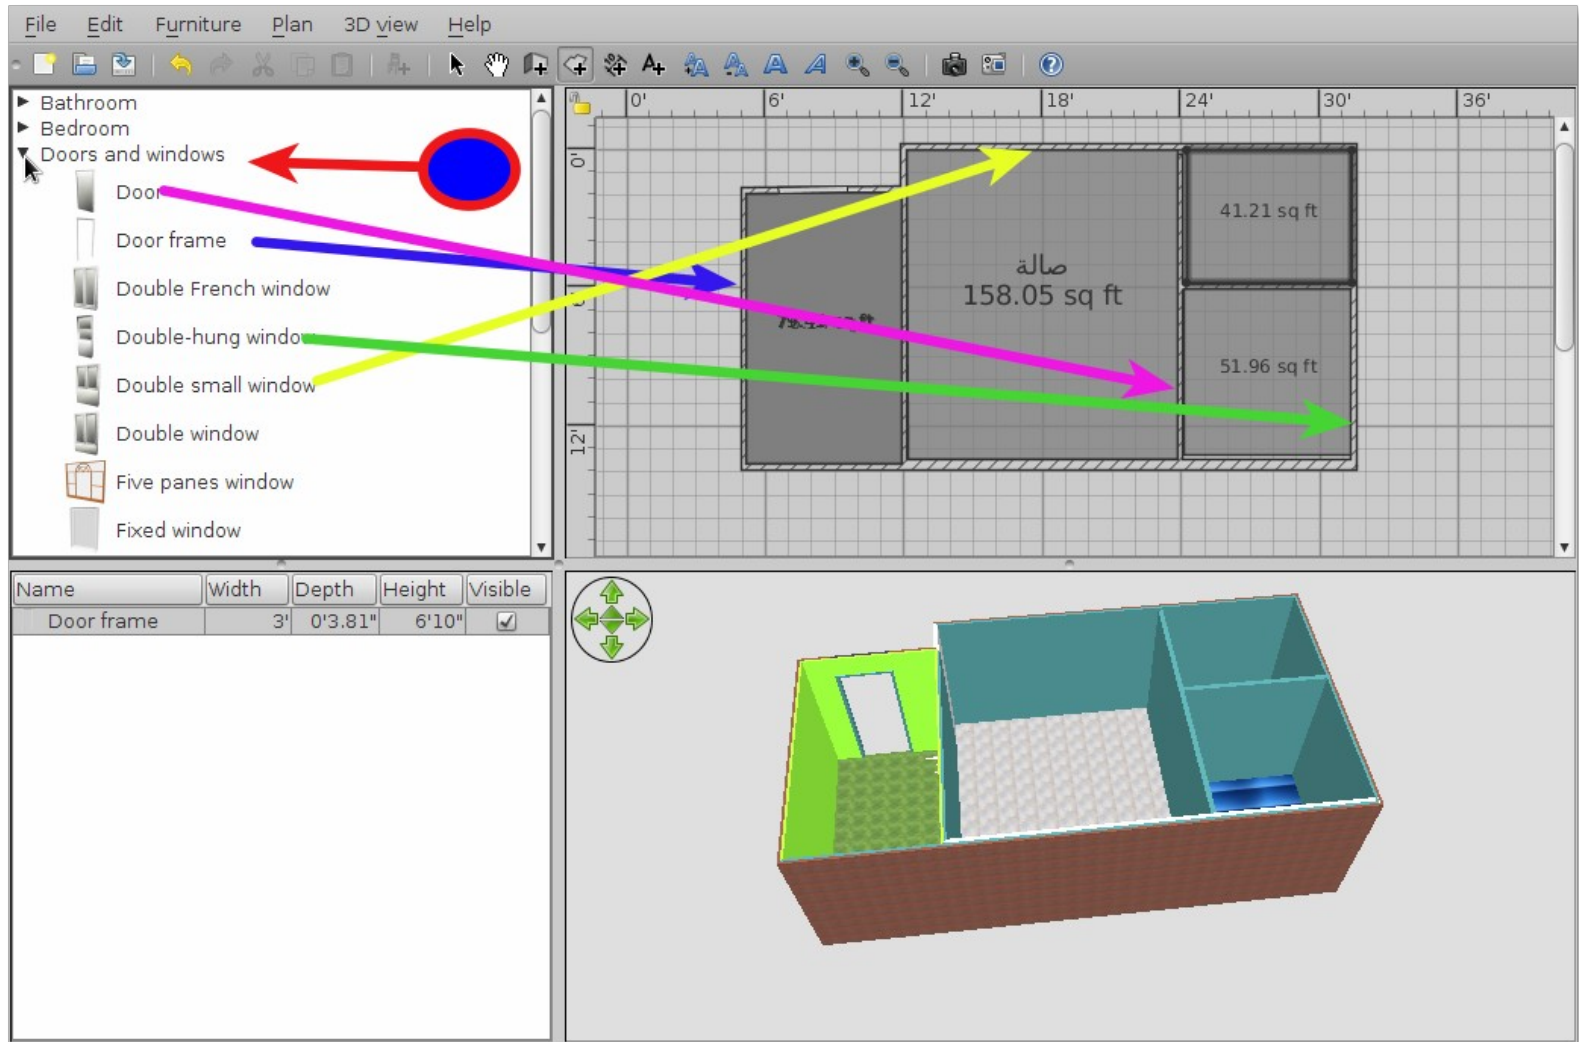 File Edit Furniture Plan 3D view Help
Bathroom
Bedroom
Doors and windows
Door
Door frame
Double French window
Double-hung window
Double small window
Double window
Five panes window
Fixed window
0' 6' 12' 18' 24' 30' 36'
0'
12'
41.21 sq ft
صالة
158.05 sq ft
51.96 sq ft
Name Width Depth Height Visible
Door frame 3' 0'3.81" 6'10"